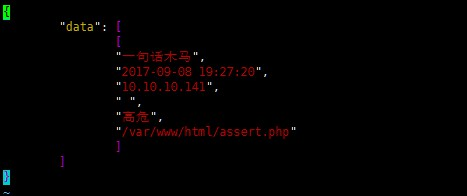 {
"data": [
[
"一句话木马",
"2017-09-08 19:27:20",
"10.10.10.141",
" ",
"高危",
"/var/www/html/assert.php"
]
]
}
~